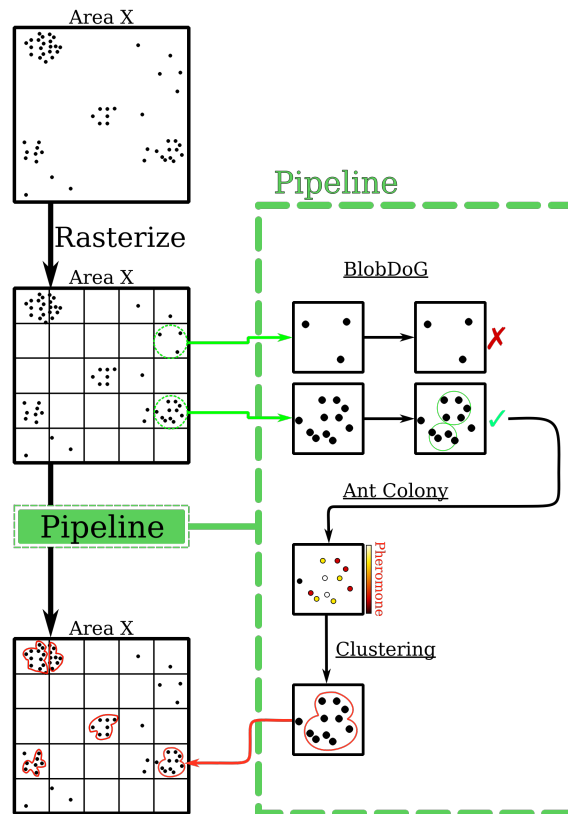 Area X
Pipeline
Rasterize
BlobDoG
Area X
✗
✓
Ant Colony
Pipeline
Pheromone
Area X
Clustering